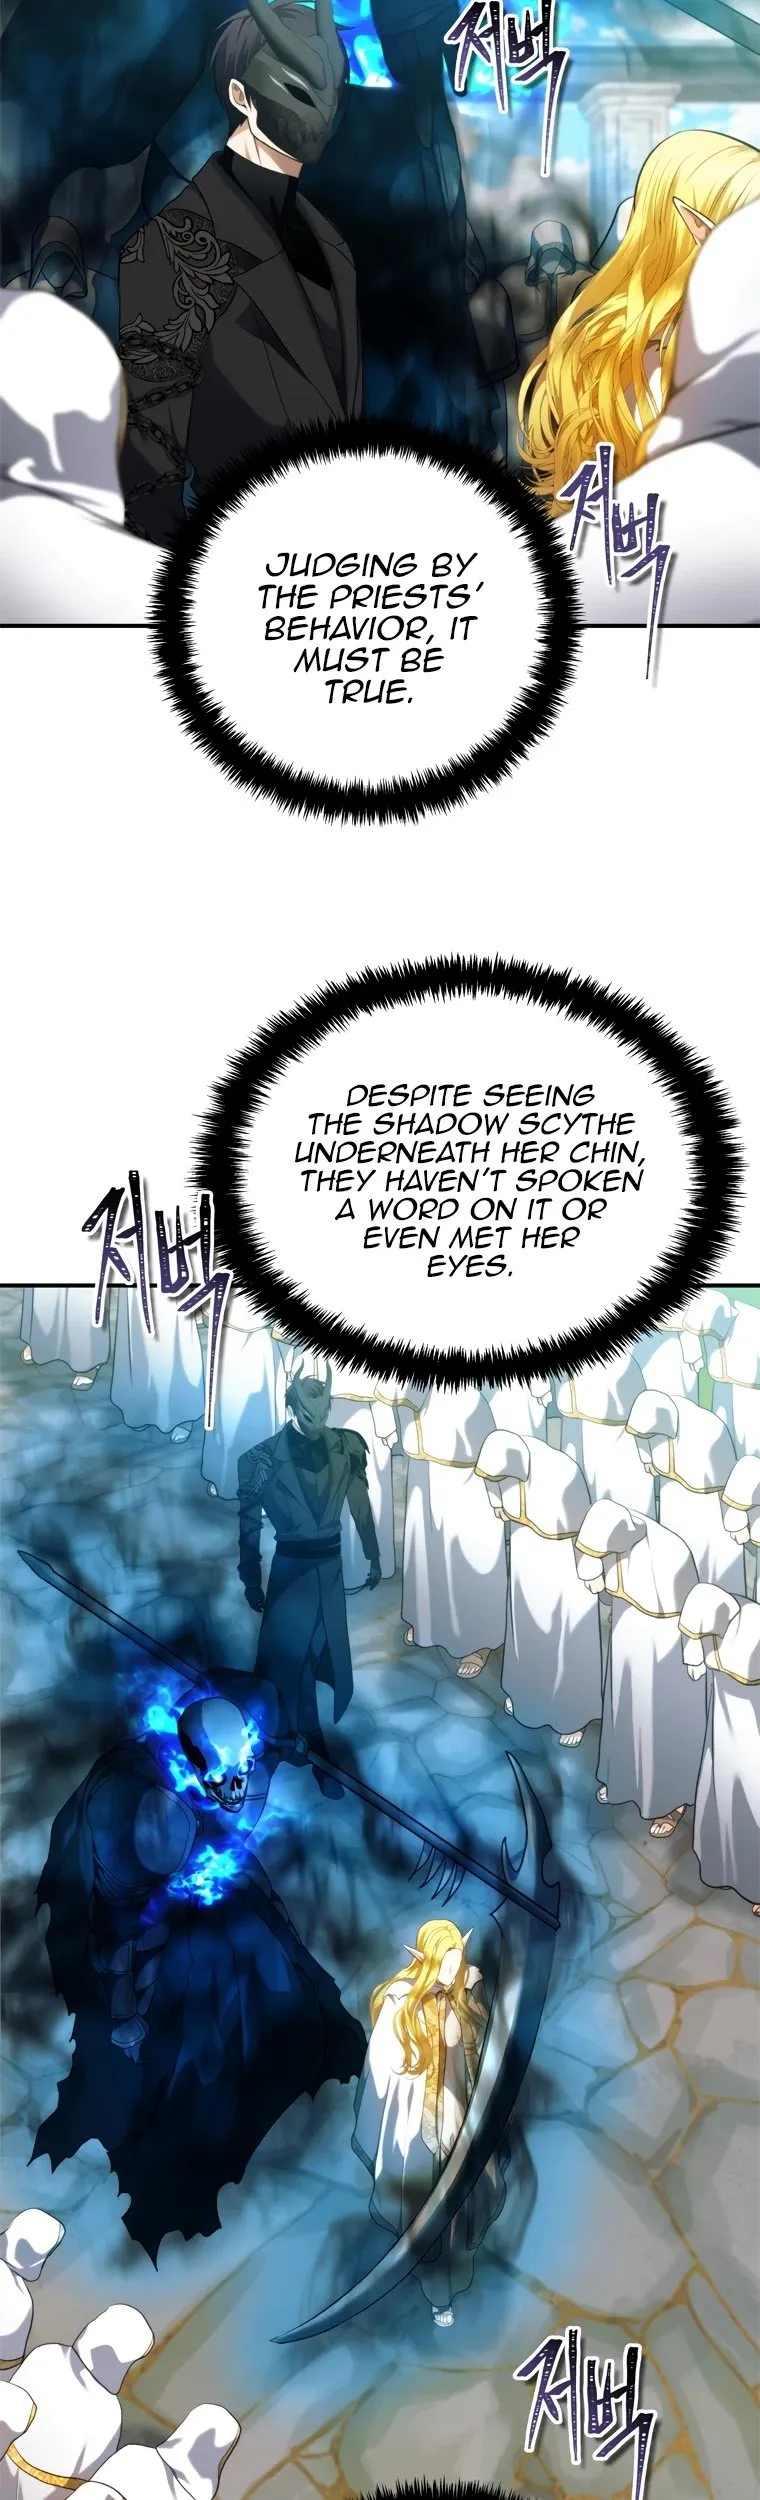 저벅
저벅
JUDGING BY
THE PRIESTS'
BEHAVIOR, IT
MUST BE
TRUE.
DESPITE SEEING
THE SHADOW SCYTHE
UNDERNEATH HER CHIN,
THEY HAVEN'T SPOKEN
A WORD ON IT OR
EVEN MET HER
EYES.
저벅
저벅